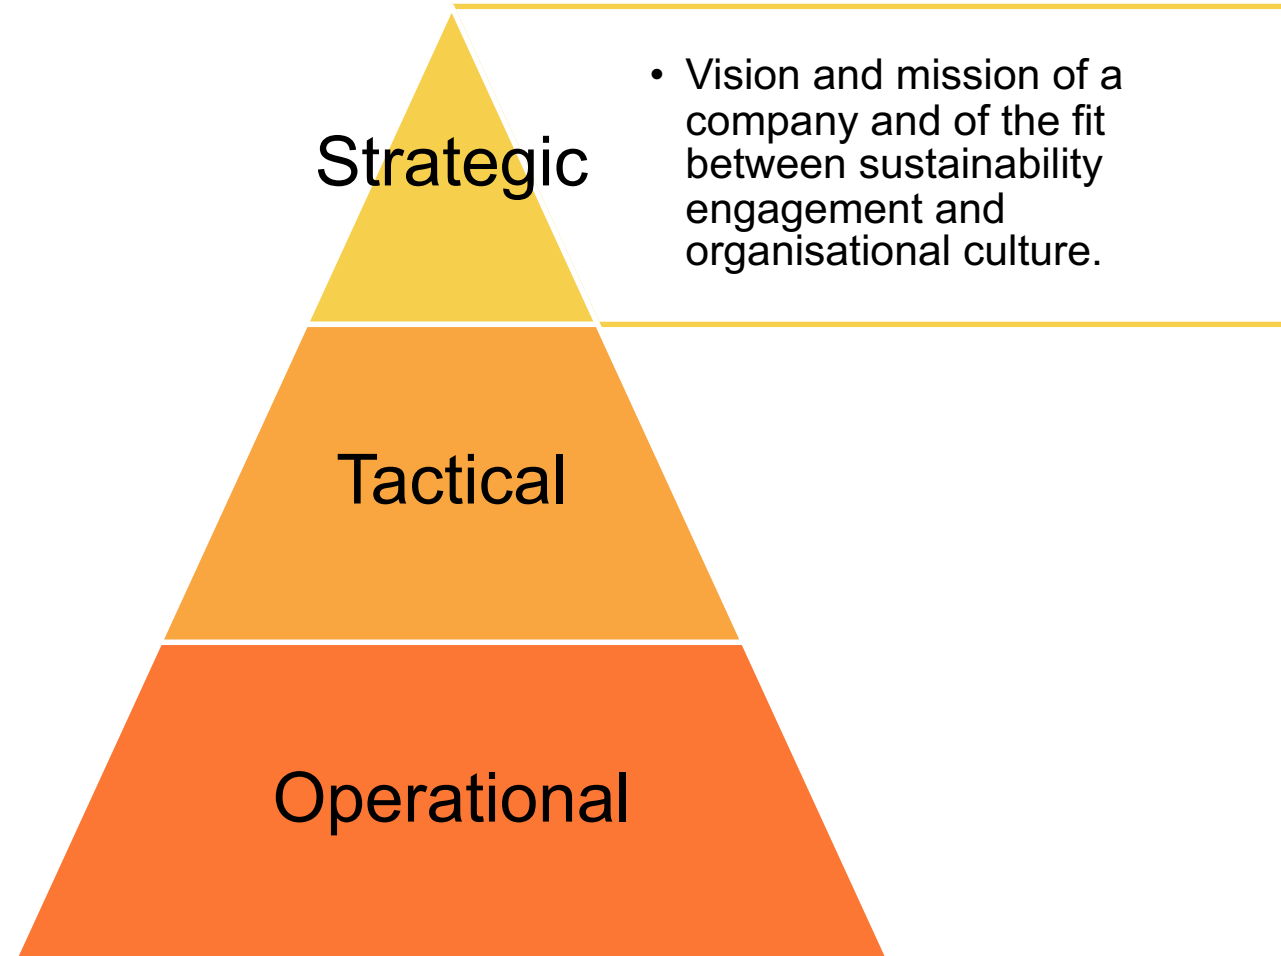 Strategic
• Vision and mission of a
company and of the fit
between sustainability
engagement and
organisational culture.
Tactical
Operational